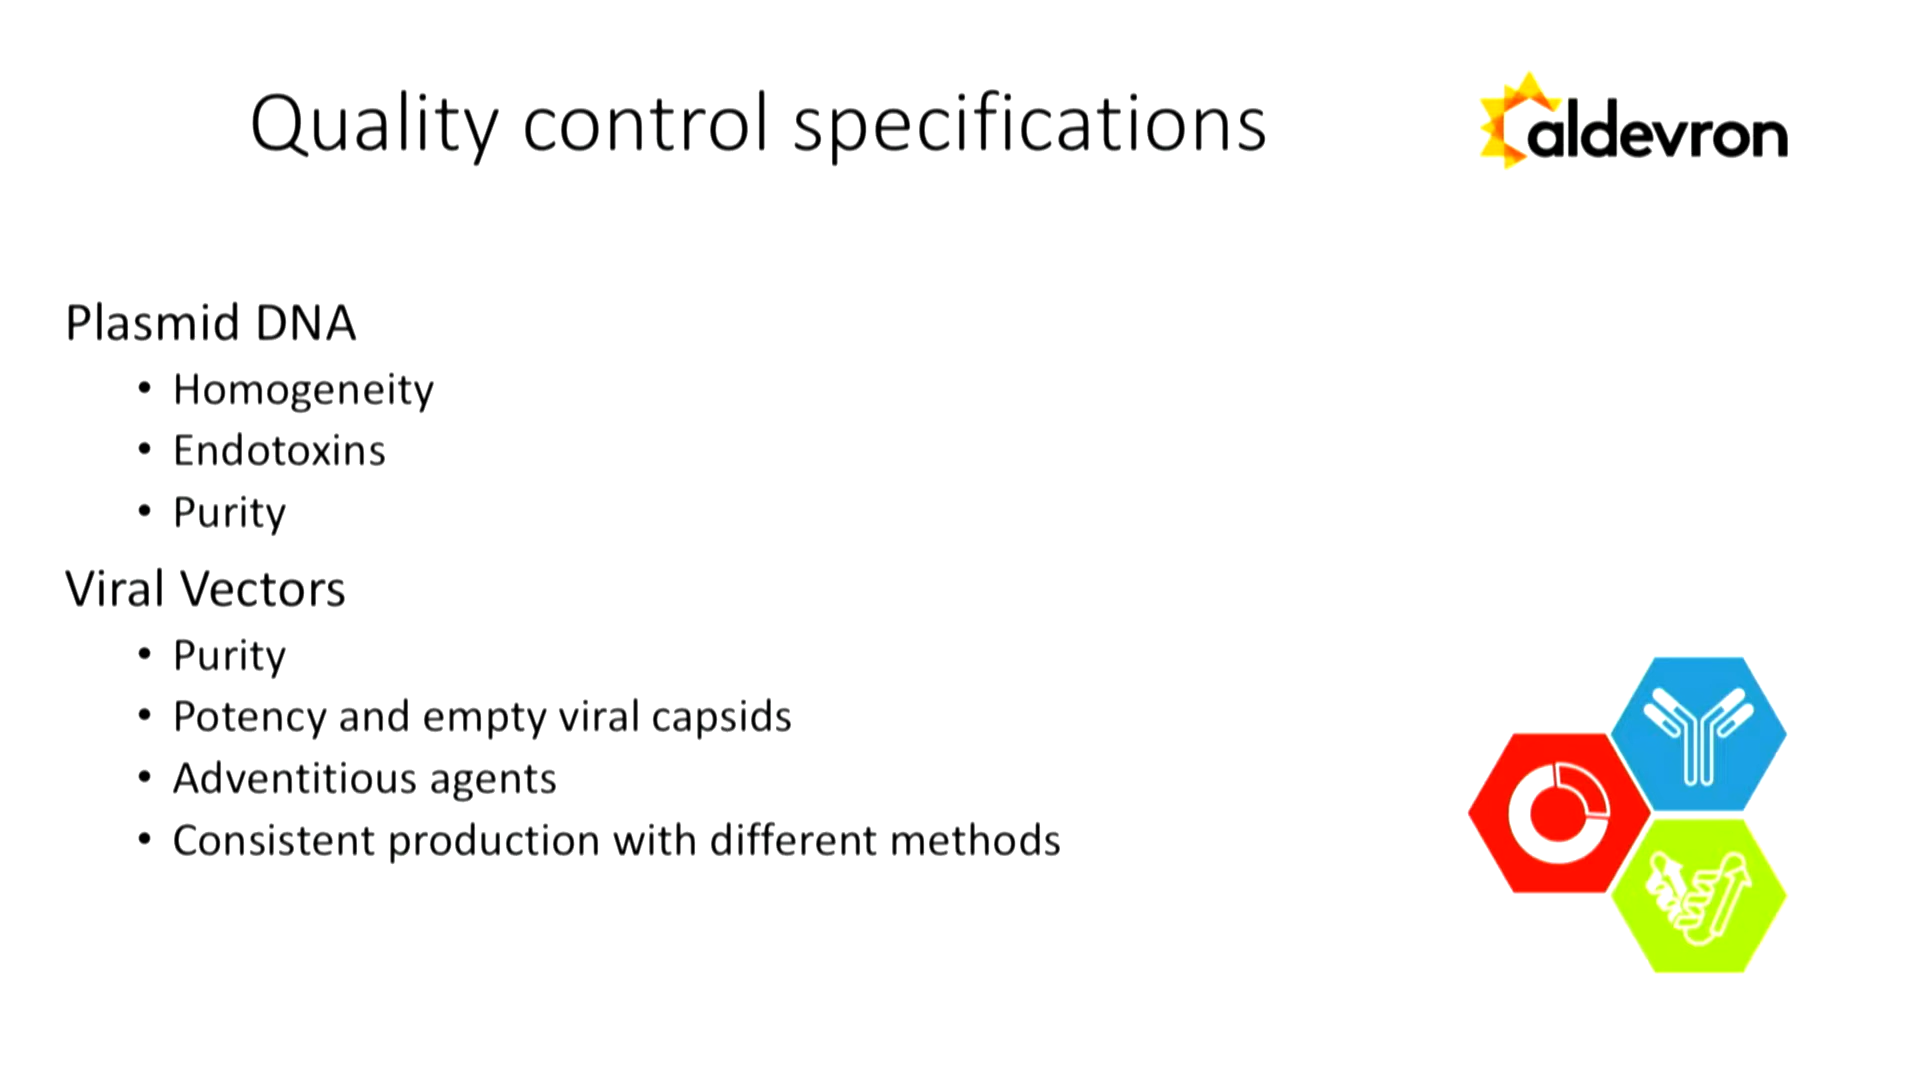 Quality control specifications
aldevron
Plasmid DNA
• Homogeneity
• Endotoxins
• Purity
Viral Vectors
• Purity
• Potency and empty viral capsids
• Adventitious agents
• Consistent production with different methods